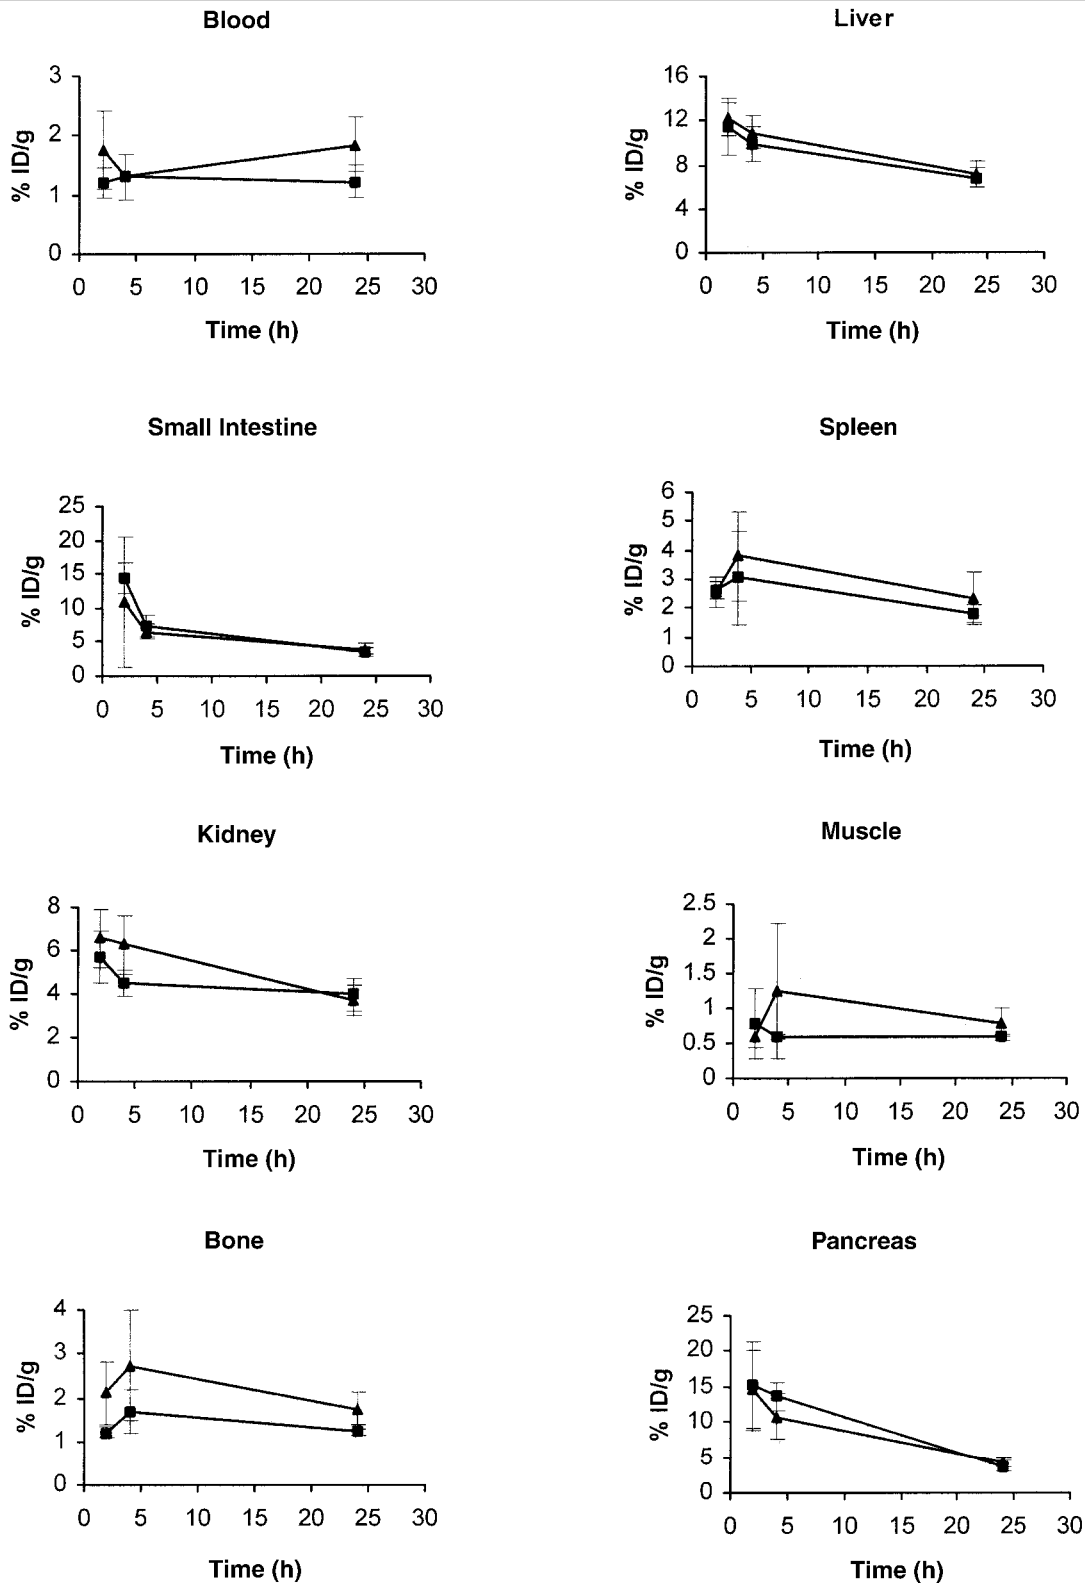 Blood
3
2
1
0
% ID/g
0 5 10 15 20 25 30
Time (h)
Liver
16
12
8
4
0
% ID/g
0 5 10 15 20 25 30
Time (h)
Small Intestine
25
20
15
10
5
0
% ID/g
0 5 10 15 20 25 30
Time (h)
Spleen
6
5
4
3
2
1
0
% ID/g
0 5 10 15 20 25 30
Time (h)
Kidney
8
6
4
2
0
% ID/g
0 5 10 15 20 25 30
Time (h)
Muscle
2.5
2
1.5
1
0.5
0
% ID/g
0 5 10 15 20 25 30
Time (h)
Bone
4
3
2
1
0
% ID/g
0 5 10 15 20 25 30
Time (h)
Pancreas
25
20
15
10
5
0
% ID/g
0 5 10 15 20 25 30
Time (h)